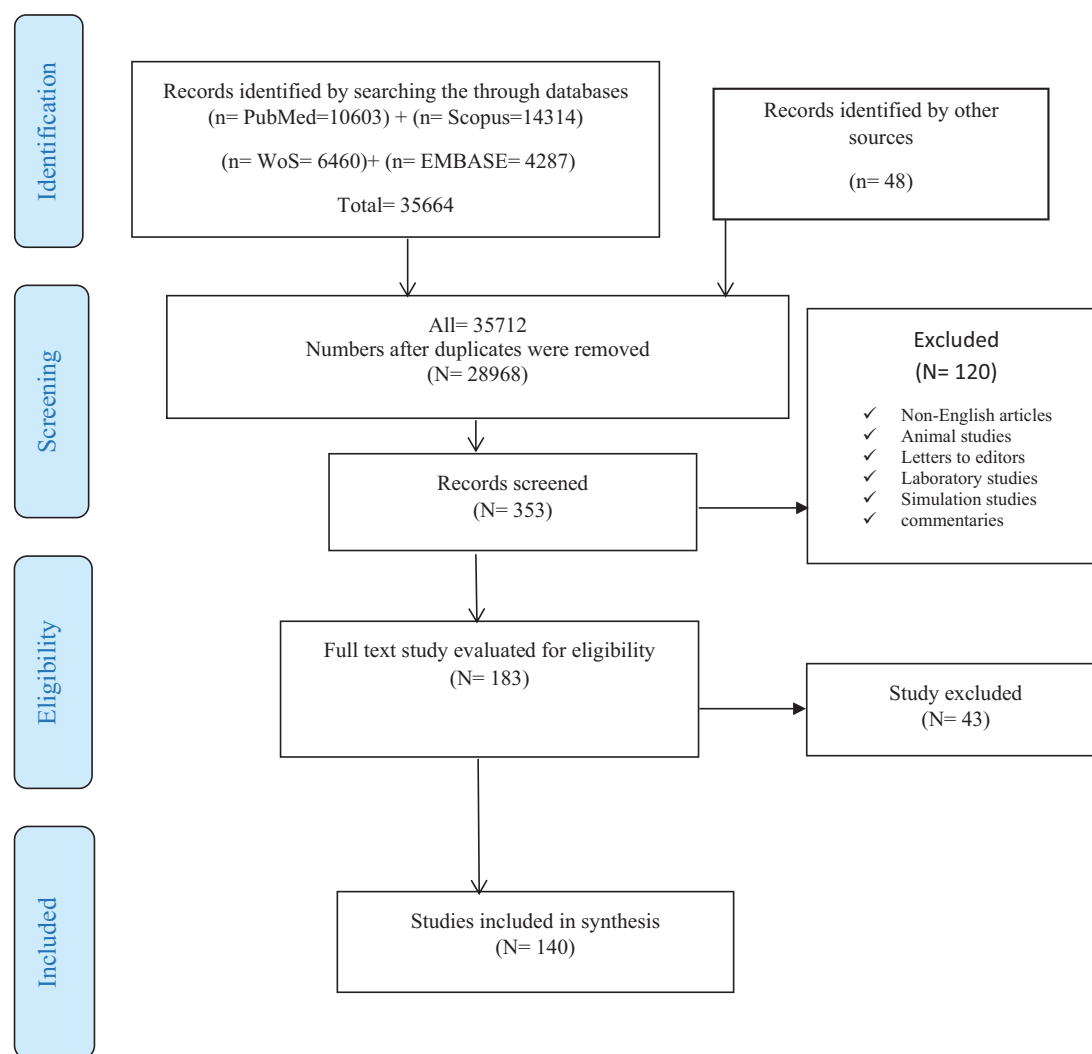 Identification
Records identified by searching the through databases
(n= PubMed=10603) + (n= Scopus=14314)
(n= WoS= 6460)+ (n= EMBASE= 4287)
Total= 35664
Records identified by other
sources
(n= 48)
Screening
All= 35712
Numbers after duplicates were removed
(N= 28968)
Records screened
(N= 353)
Excluded
(N= 120)
✓ Non-English articles
✓ Animal studies
✓ Letters to editors
✓ Laboratory studies
✓ Simulation studies
✓ commentaries
Eligibility
Full text study evaluated for eligibility
(N= 183)
Study excluded
(N= 43)
Included
Studies included in synthesis
(N= 140)